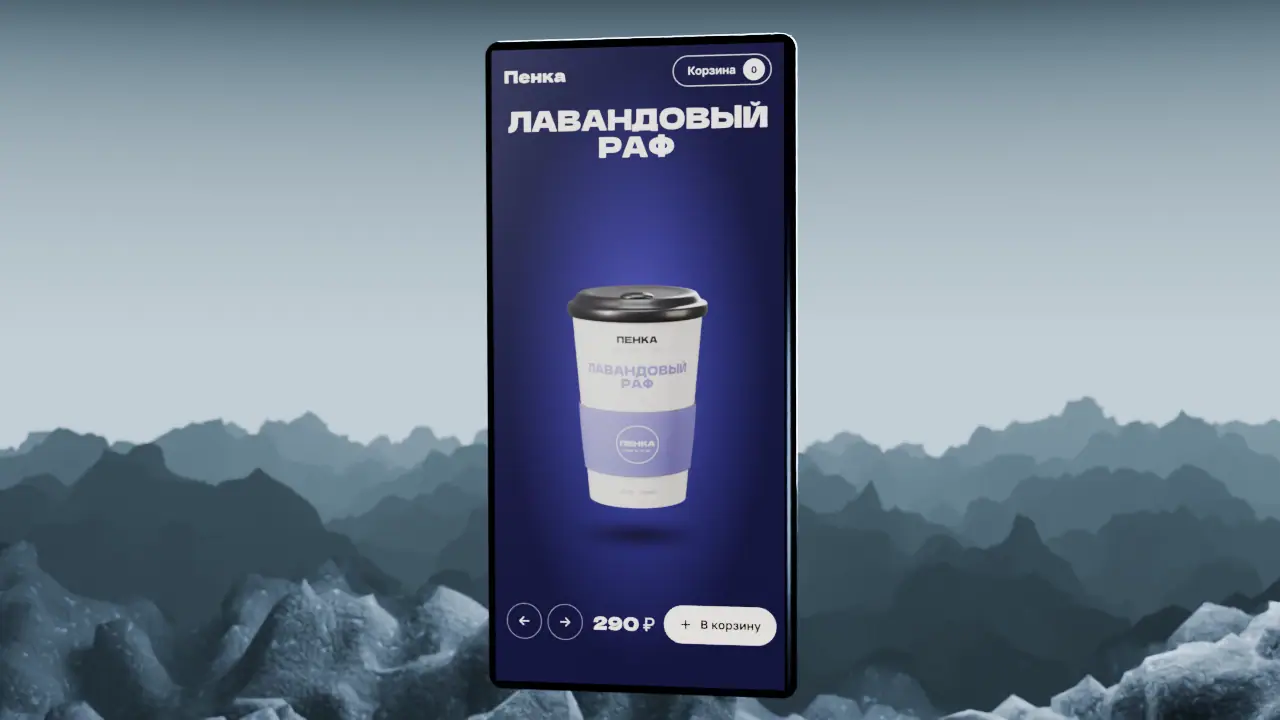 Пенка
Корзина 0
ЛАВАНДОВЫЙ
РАФ
ПЕНКА
ЛАВАНДОВЫЙ
РАФ
ПЕНКА
290 ₽
+ В корзину